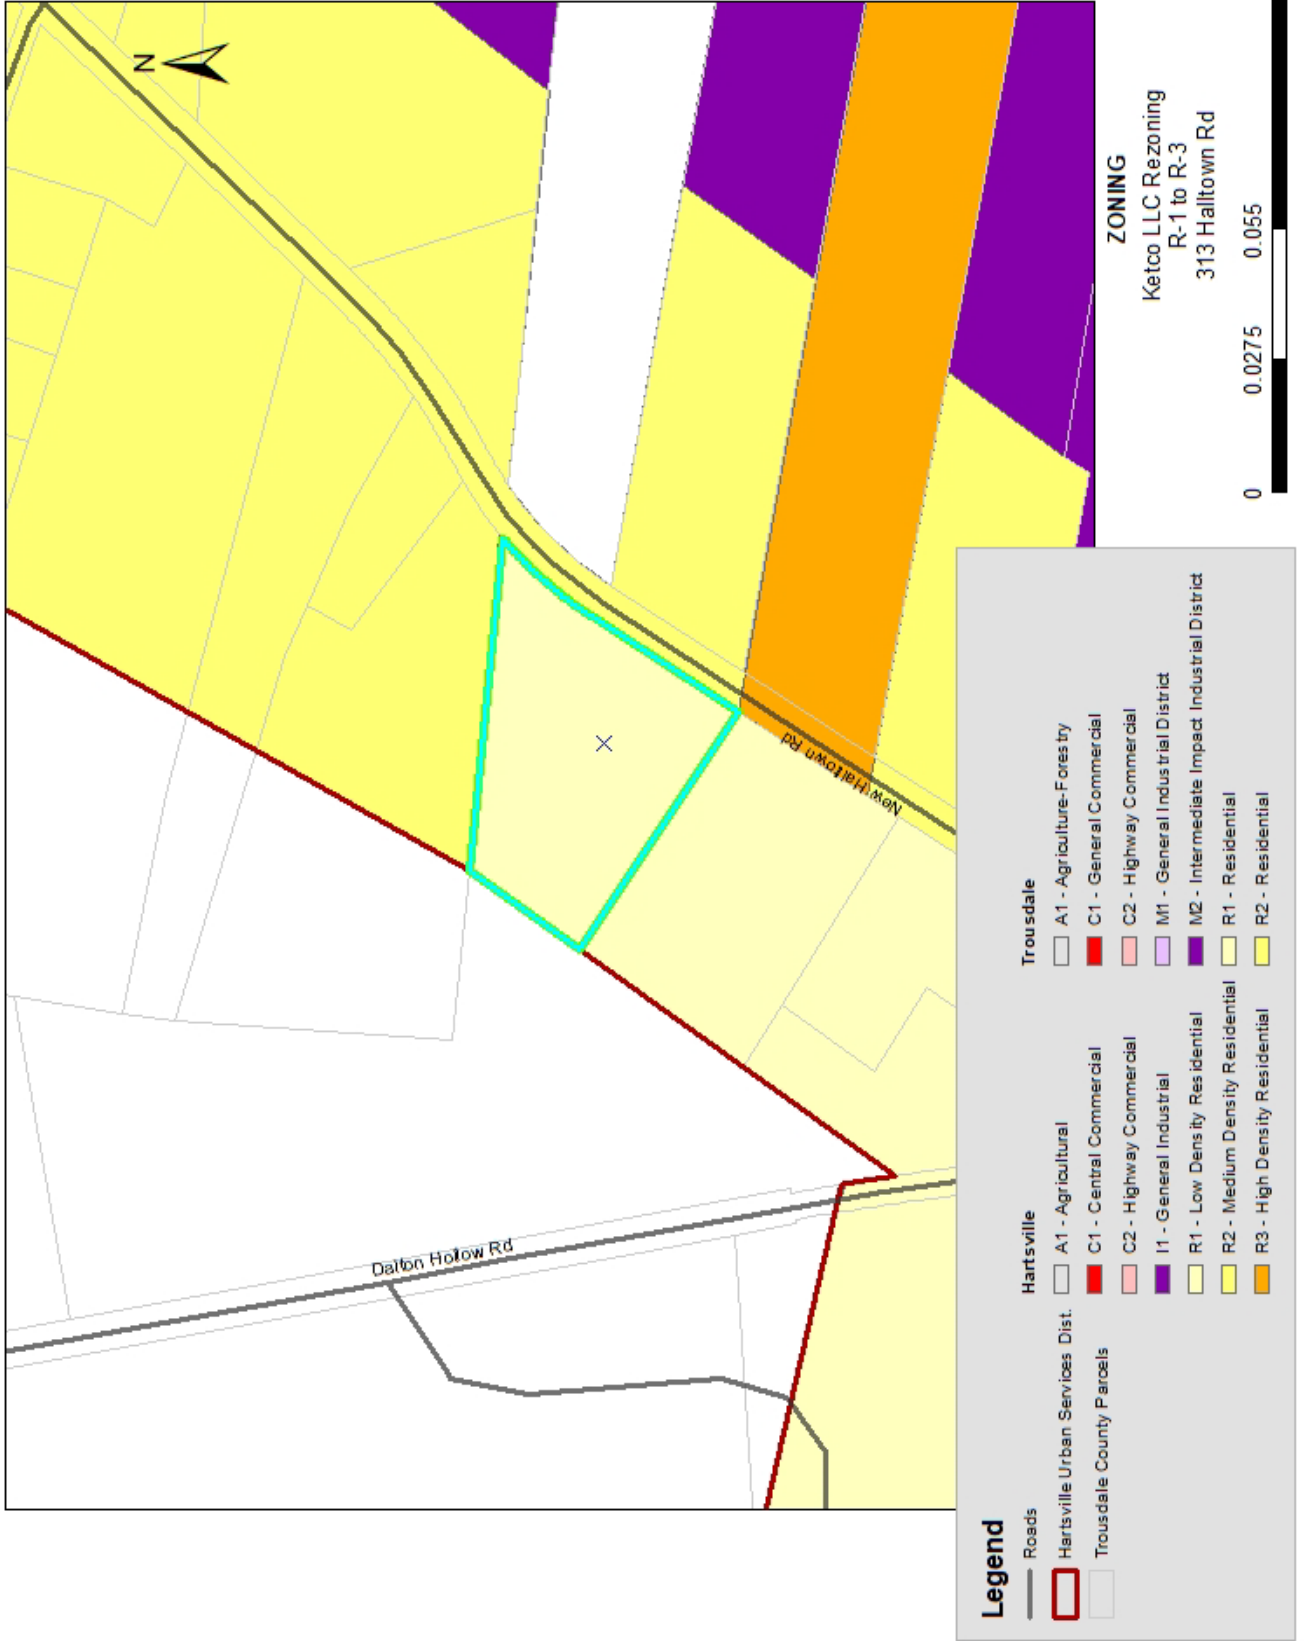 N
New Halltown Rd
Dalton Hollow Rd
ZONING
Ketco LLC Rezoning
R-1 to R-3
313 Halltown Rd
0 0.0275 0.055
Legend
Roads
Hartsville Urban Services Dist.
Trousdale County Parcels
Hartsville
A1 - Agricultural
C1 - Central Commercial
C2 - Highway Commercial
I1 - General Industrial
R1 - Low Density Residential
R2 - Medium Density Residential
R3 - High Density Residential
Trousdale
A1 - Agriculture-Forestry
C1 - General Commercial
C2 - Highway Commercial
M1 - General Industrial District
M2 - Intermediate Impact Industrial District
R1 - Residential
R2 - Residential